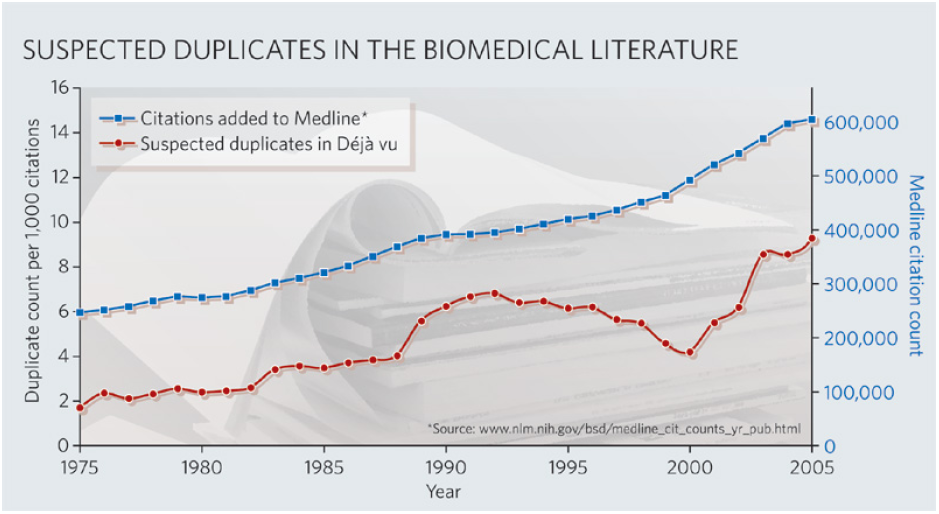 SUSPECTED DUPLICATES IN THE BIOMEDICAL LITERATURE
16
14
12
10
8
6
4
2
0
Duplicate count per 1,000 citations
Citations added to Medline*
Suspected duplicates in Déjà vu
600,000
500,000
400,000
300,000
200,000
100,000
0
Medline citation count
*Source: www.nlm.nih.gov/bsd/medline_cit_counts_yr_pub.html
1975 1980 1985 1990 1995 2000 2005
Year